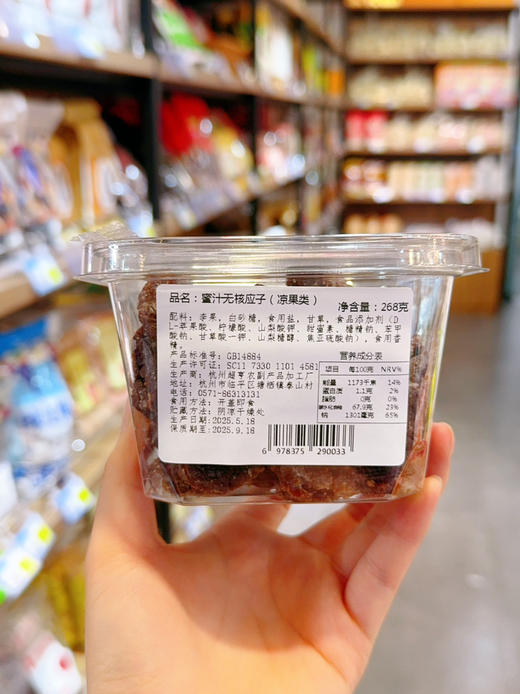 品名：蜜汁无核应子（凉果类） 净含量：268克
配料：李果，白砂糖，食用盐，甘草，食品添加剂（D
L-苹果酸、柠檬酸、山梨酸钾、甜蜜素、糖精钠、苯甲
酸钠、甘草酸一钾、山梨糖醇、焦亚硫酸钠），食用香
精。
产品标准号：GB14884
生产许可证：SC11 7330 1101 4581
生产商：杭州超亨农副产品加工厂
地址：杭州市临平区塘栖镇泰山村
电话：0571-86313131
食用方法：开盖即食
贮藏方法：阴凉干燥处
生产日期：2025.5.18
保质期至：2025.9.18
营养成分表
项目 每100克 NRV%
能量 1173千焦 14%
蛋白质 1.1克 2%
脂肪 0克 0%
碳水化合物 67.9克 23%
钠 1301毫克 65%
6 978375 290033